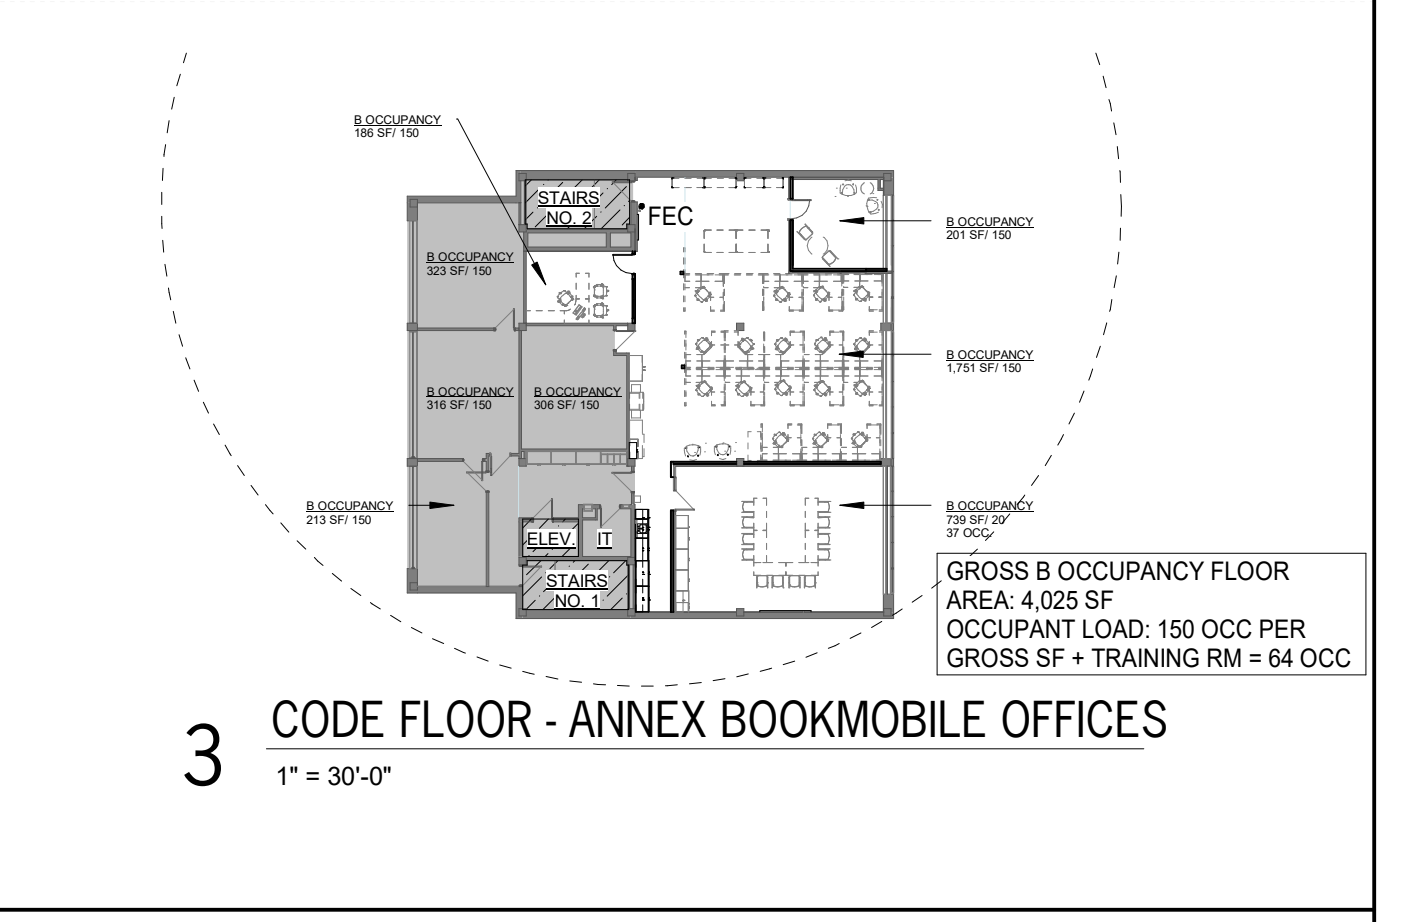 B OCCUPANCY
186 SF/ 150
STAIRS
NO. 2
FEC
B OCCUPANCY
201 SF/ 150
B OCCUPANCY
323 SF/ 150
B OCCUPANCY
1,751 SF/ 150
B OCCUPANCY
316 SF/ 150
B OCCUPANCY
306 SF/ 150
B OCCUPANCY
213 SF/ 150
B OCCUPANCY
739 SF/ 20
37 OCC.
ELEV.
IT
STAIRS
NO. 1
GROSS B OCCUPANCY FLOOR
AREA: 4,025 SF
OCCUPANT LOAD: 150 OCC PER
GROSS SF + TRAINING RM = 64 OCC
3
CODE FLOOR - ANNEX BOOKMOBILE OFFICES
1" = 30'-0"